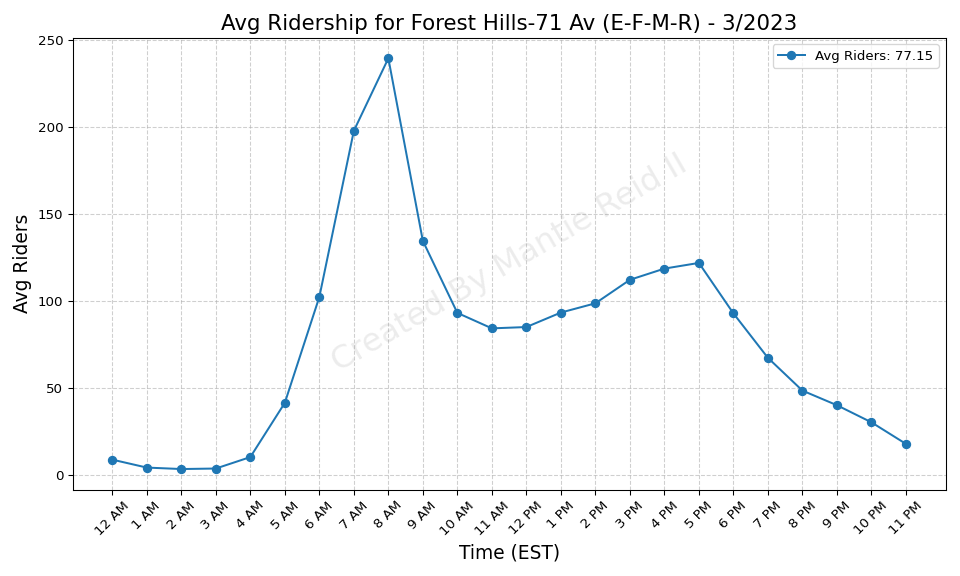 Avg Ridership for Forest Hills-71 Av (E-F-M-R) - 3/2023
Avg Riders: 77.15
250
200
150
100
50
0
Avg Riders
Created By Mantle Reid II
12 AM
1 AM
2 AM
3 AM
4 AM
5 AM
6 AM
7 AM
8 AM
9 AM
10 AM
11 AM
12 PM
1 PM
2 PM
3 PM
4 PM
5 PM
6 PM
7 PM
8 PM
9 PM
10 PM
11 PM
Time (EST)